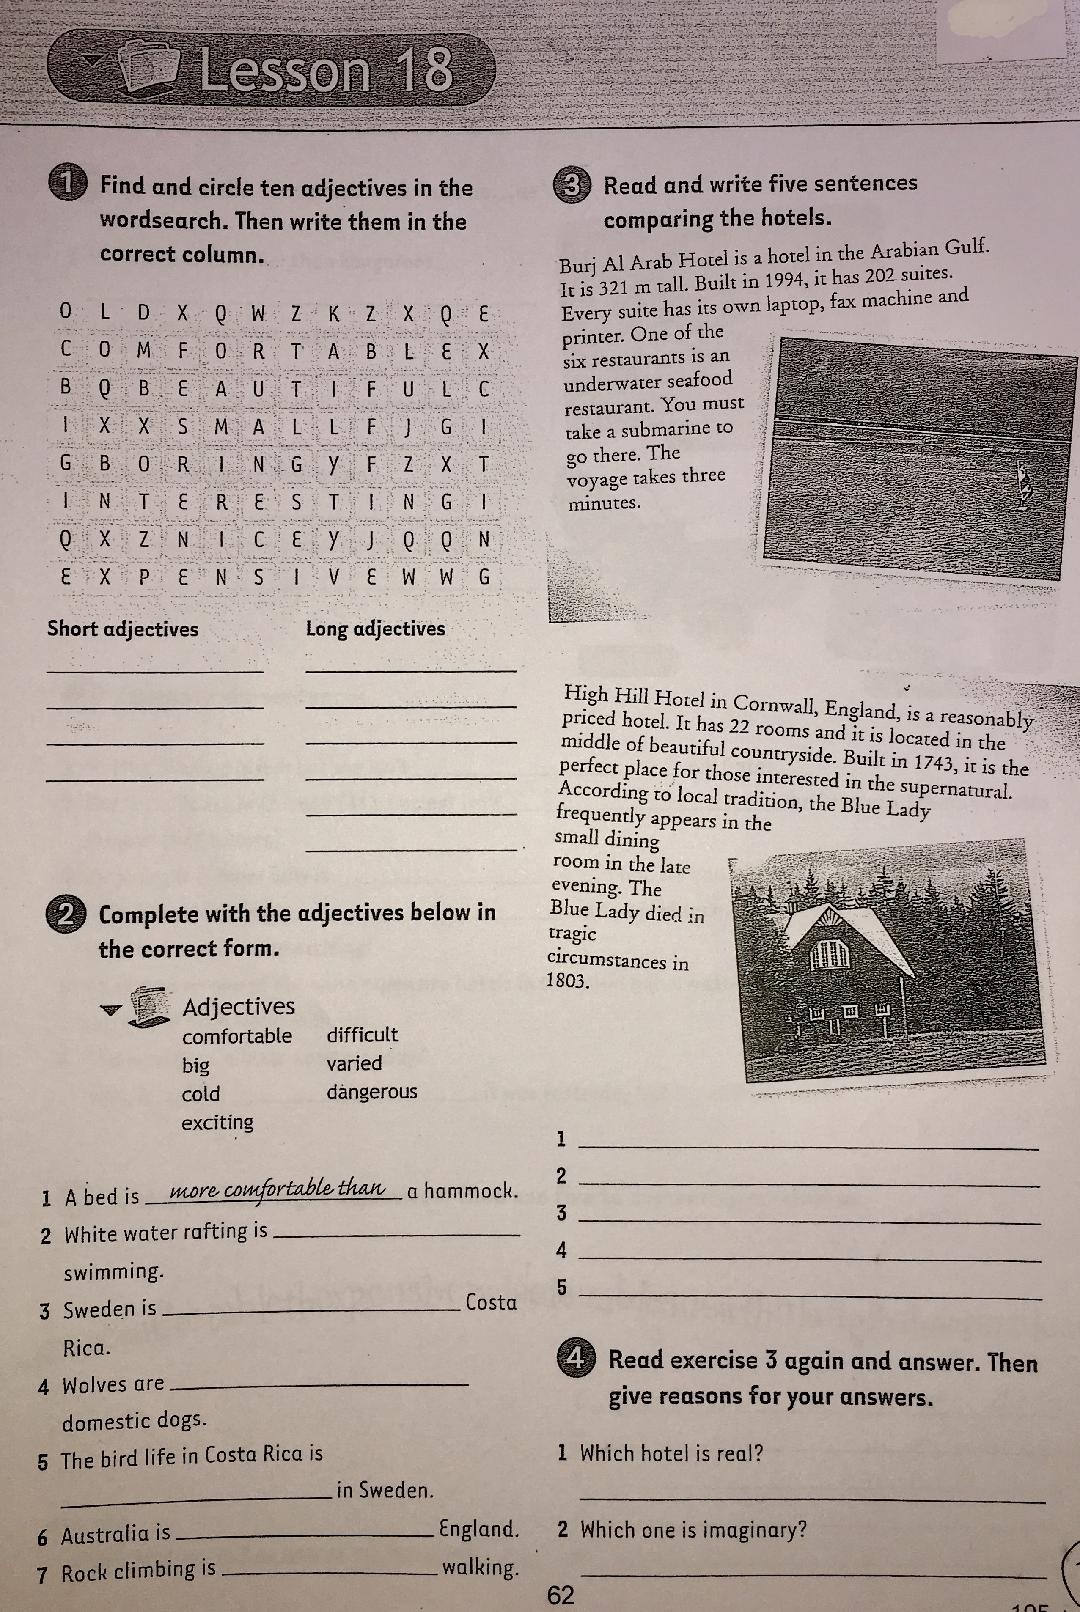 Lesson 18
1 Find and circle ten adjectives in the
wordsearch. Then write them in the
correct column.
O L D X Q W Z K Z X Q E
C O M F O R T A B L E X
B Q B E A U T I F U L C
I X X S M A L L F J G I
G B O R I N G Y F Z X T
I N T E R E S T I N G I
Q X Z N I C E Y J Q Q N
E X P E N S I V E W W G
Short adjectives Long adjectives
2 Complete with the adjectives below in
the correct form.
Adjectives
comfortable difficult
big varied
cold dangerous
exciting
1 A bed is more comfortable than a hammock.
2 White water rafting is
swimming.
3 Sweden is Costa
Rica.
4 Wolves are
domestic dogs.
5 The bird life in Costa Rica is
in Sweden.
6 Australia is England.
7 Rock climbing is walking.
3 Read and write five sentences
comparing the hotels.
Burj Al Arab Hotel is a hotel in the Arabian Gulf.
It is 321 m tall. Built in 1994, it has 202 suites.
Every suite has its own laptop, fax machine and
printer. One of the
six restaurants is an
underwater seafood
restaurant. You must
take a submarine to
go there. The
voyage takes three
minutes.
High Hill Hotel in Cornwall, England, is a reasonably
priced hotel. It has 22 rooms and it is located in the
middle of beautiful countryside. Built in 1743, it is the
perfect place for those interested in the supernatural.
According to local tradition, the Blue Lady
frequently appears in the
small dining
room in the late
evening. The
Blue Lady died in
tragic
circumstances in
1803.
1
2
3
4
5
4 Read exercise 3 again and answer. Then
give reasons for your answers.
1 Which hotel is real?
2 Which one is imaginary?
62